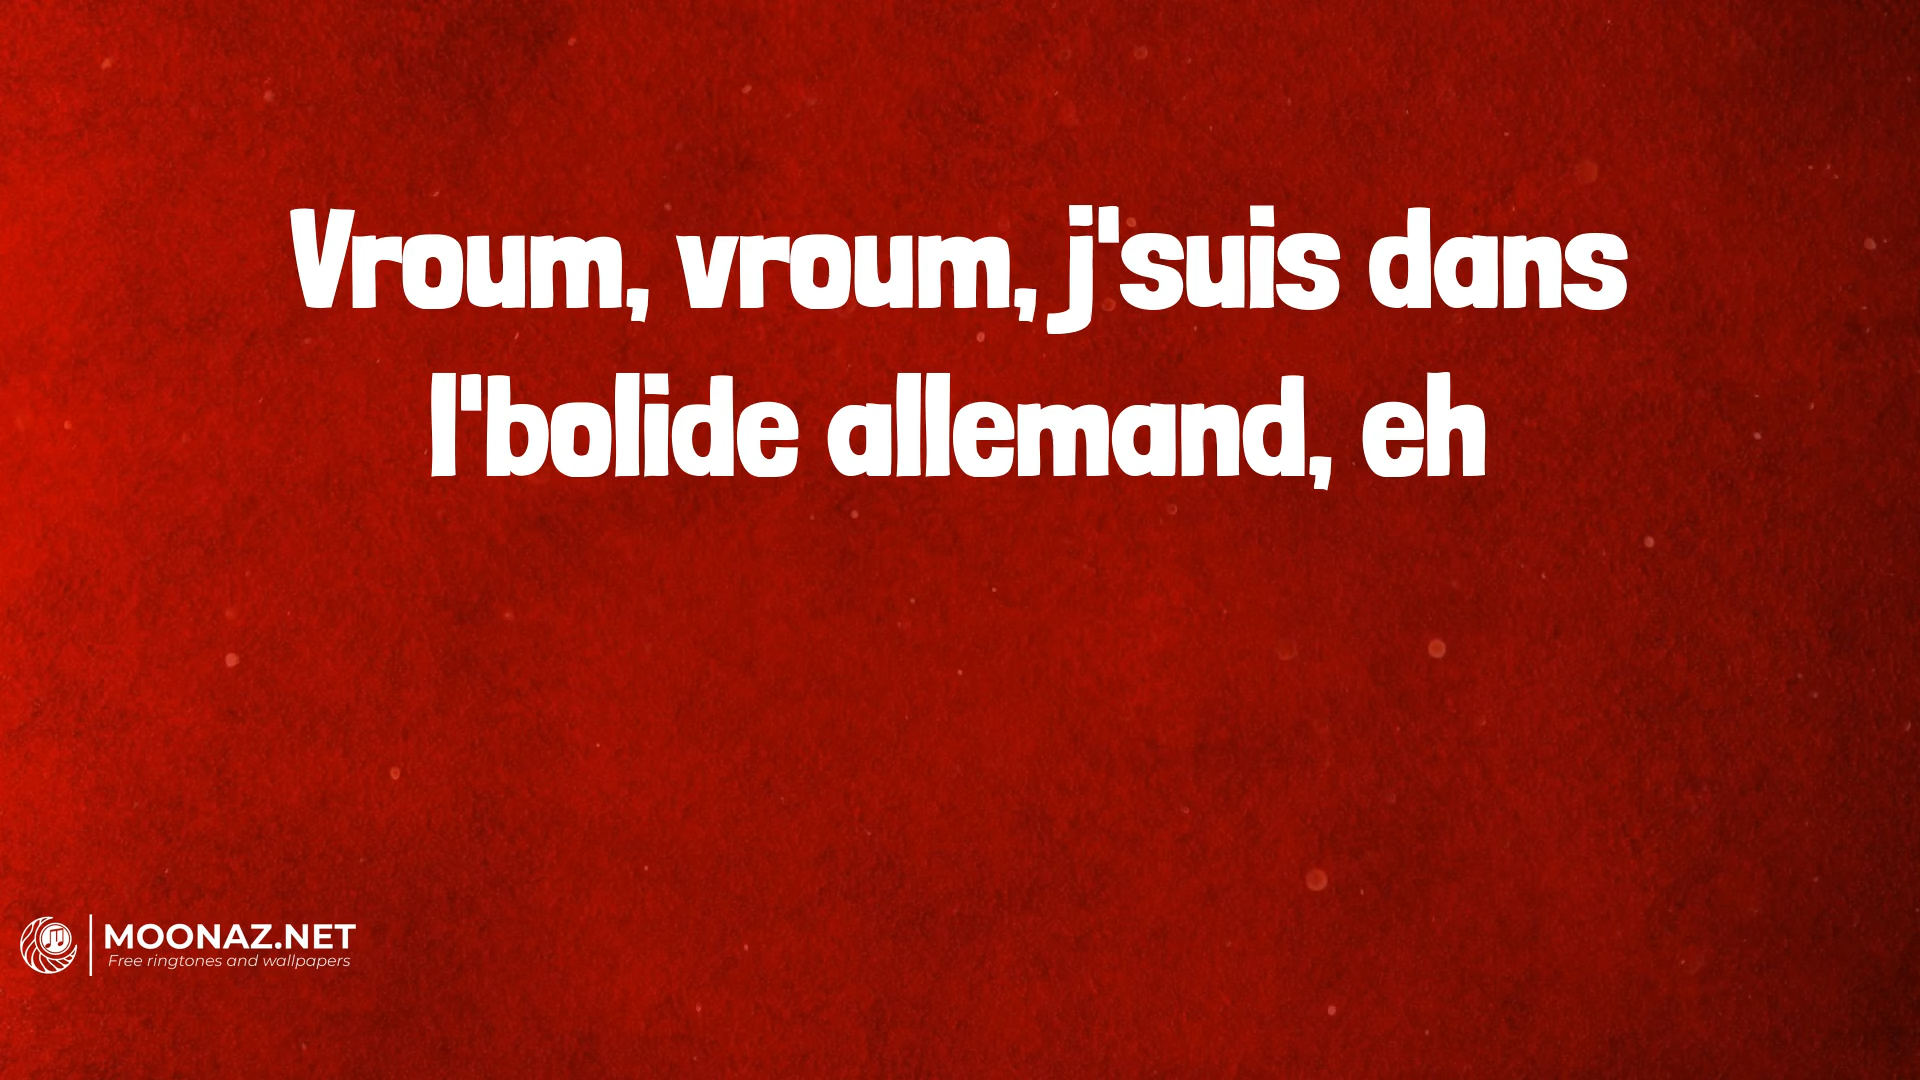 Vroum, vroum, j'suis dans
l'bolide allemand, eh
MOONAZ.NET
Free ringtones and wallpapers